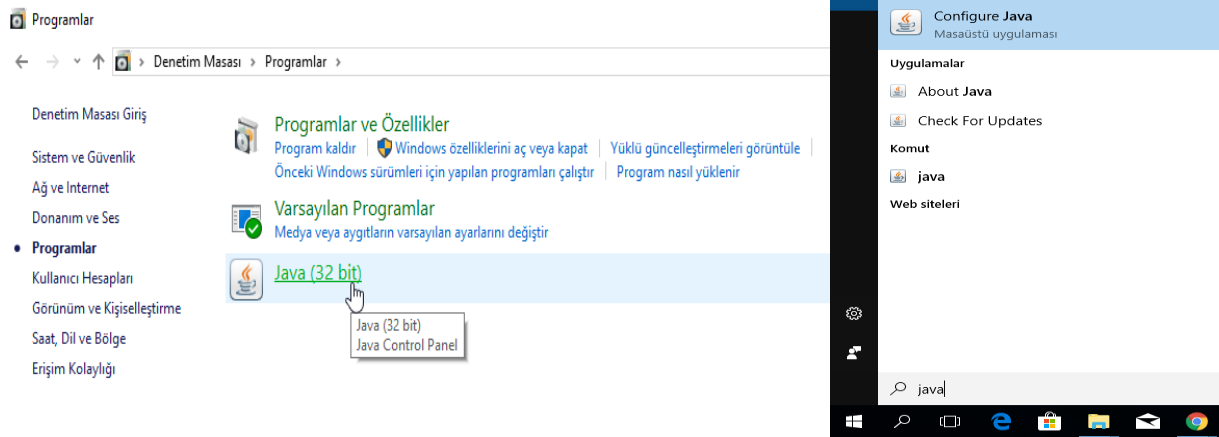 Programlar
Denetim Masası > Programlar >
Denetim Masası Giriş
Sistem ve Güvenlik
Ağ ve Internet
Donanım ve Ses
Programlar
Kullanıcı Hesapları
Görünüm ve Kişiselleştirme
Saat, Dil ve Bölge
Erişim Kolaylığı
Programlar ve Özellikler
Program kaldır | Windows özelliklerini aç veya kapat | Yüklü güncelleştirmeleri görüntüle |
Önceki Windows sürümleri için yapılan programları çalıştır | Program nasıl yüklenir
Varsayılan Programlar
Medya veya aygıtların varsayılan ayarlarını değiştir
Java (32 bit)
Java (32 bit)
Java Control Panel
Configure Java
Masaüstü uygulaması
Uygulamalar
About Java
Check For Updates
Komut
java
Web siteleri
java